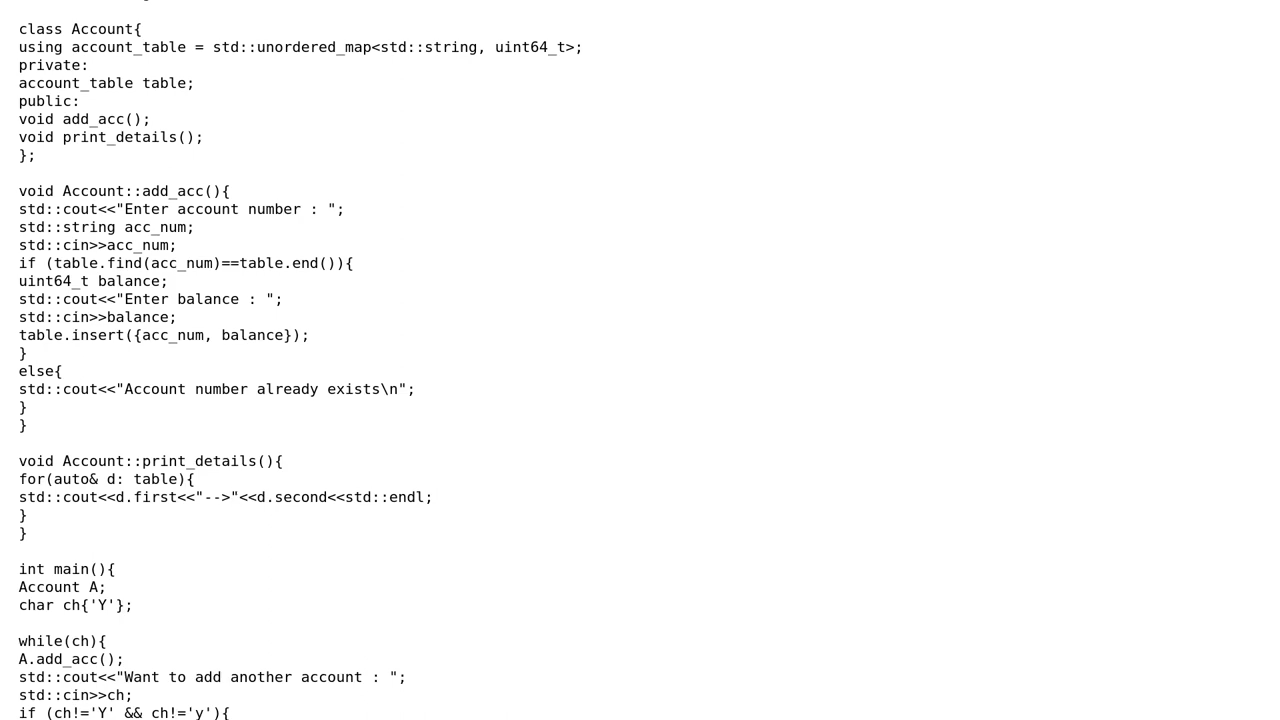 class Account{
using account_table = std::unordered_map<std::string, uint64_t>;
private:
account_table table;
public:
void add_acc();
void print_details();
};

void Account::add_acc(){
std::cout<<"Enter account number : ";
std::string acc_num;
std::cin>>acc_num;
if (table.find(acc_num)==table.end()){
uint64_t balance;
std::cout<<"Enter balance : ";
std::cin>>balance;
table.insert({acc_num, balance});
}
else{
std::cout<<"Account number already exists\n";
}
}

void Account::print_details(){
for(auto& d: table){
std::cout<<d.first<<"-->"<<d.second<<std::endl;
}
}

int main(){
Account A;
char ch{'Y'};

while(ch){
A.add_acc();
std::cout<<"Want to add another account : ";
std::cin>>ch;
if (ch!='Y' && ch!='y'){